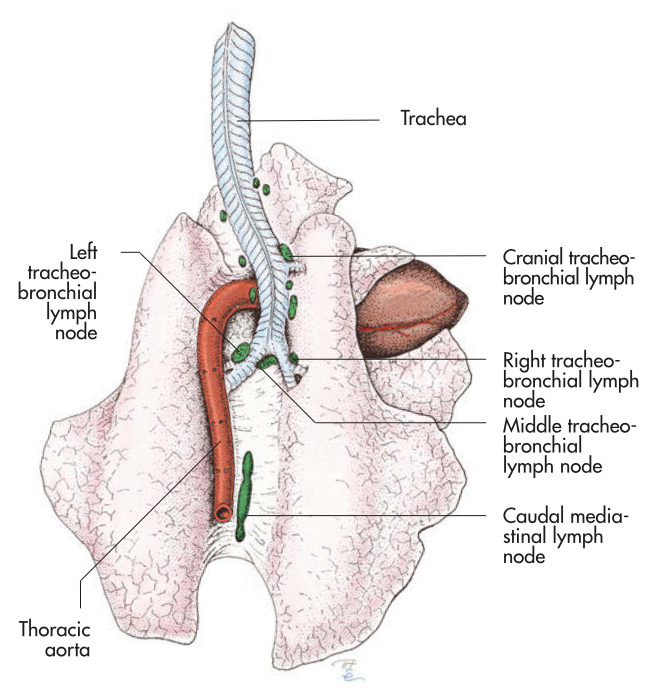 Trachea
Left
tracheo-
bronchial
lymph
node
Cranial tracheo-
bronchial lymph
node
Right tracheo-
bronchial lymph
node
Middle tracheo-
bronchial
lymph node
Caudal media-
stinal lymph
node
Thoracic
aorta